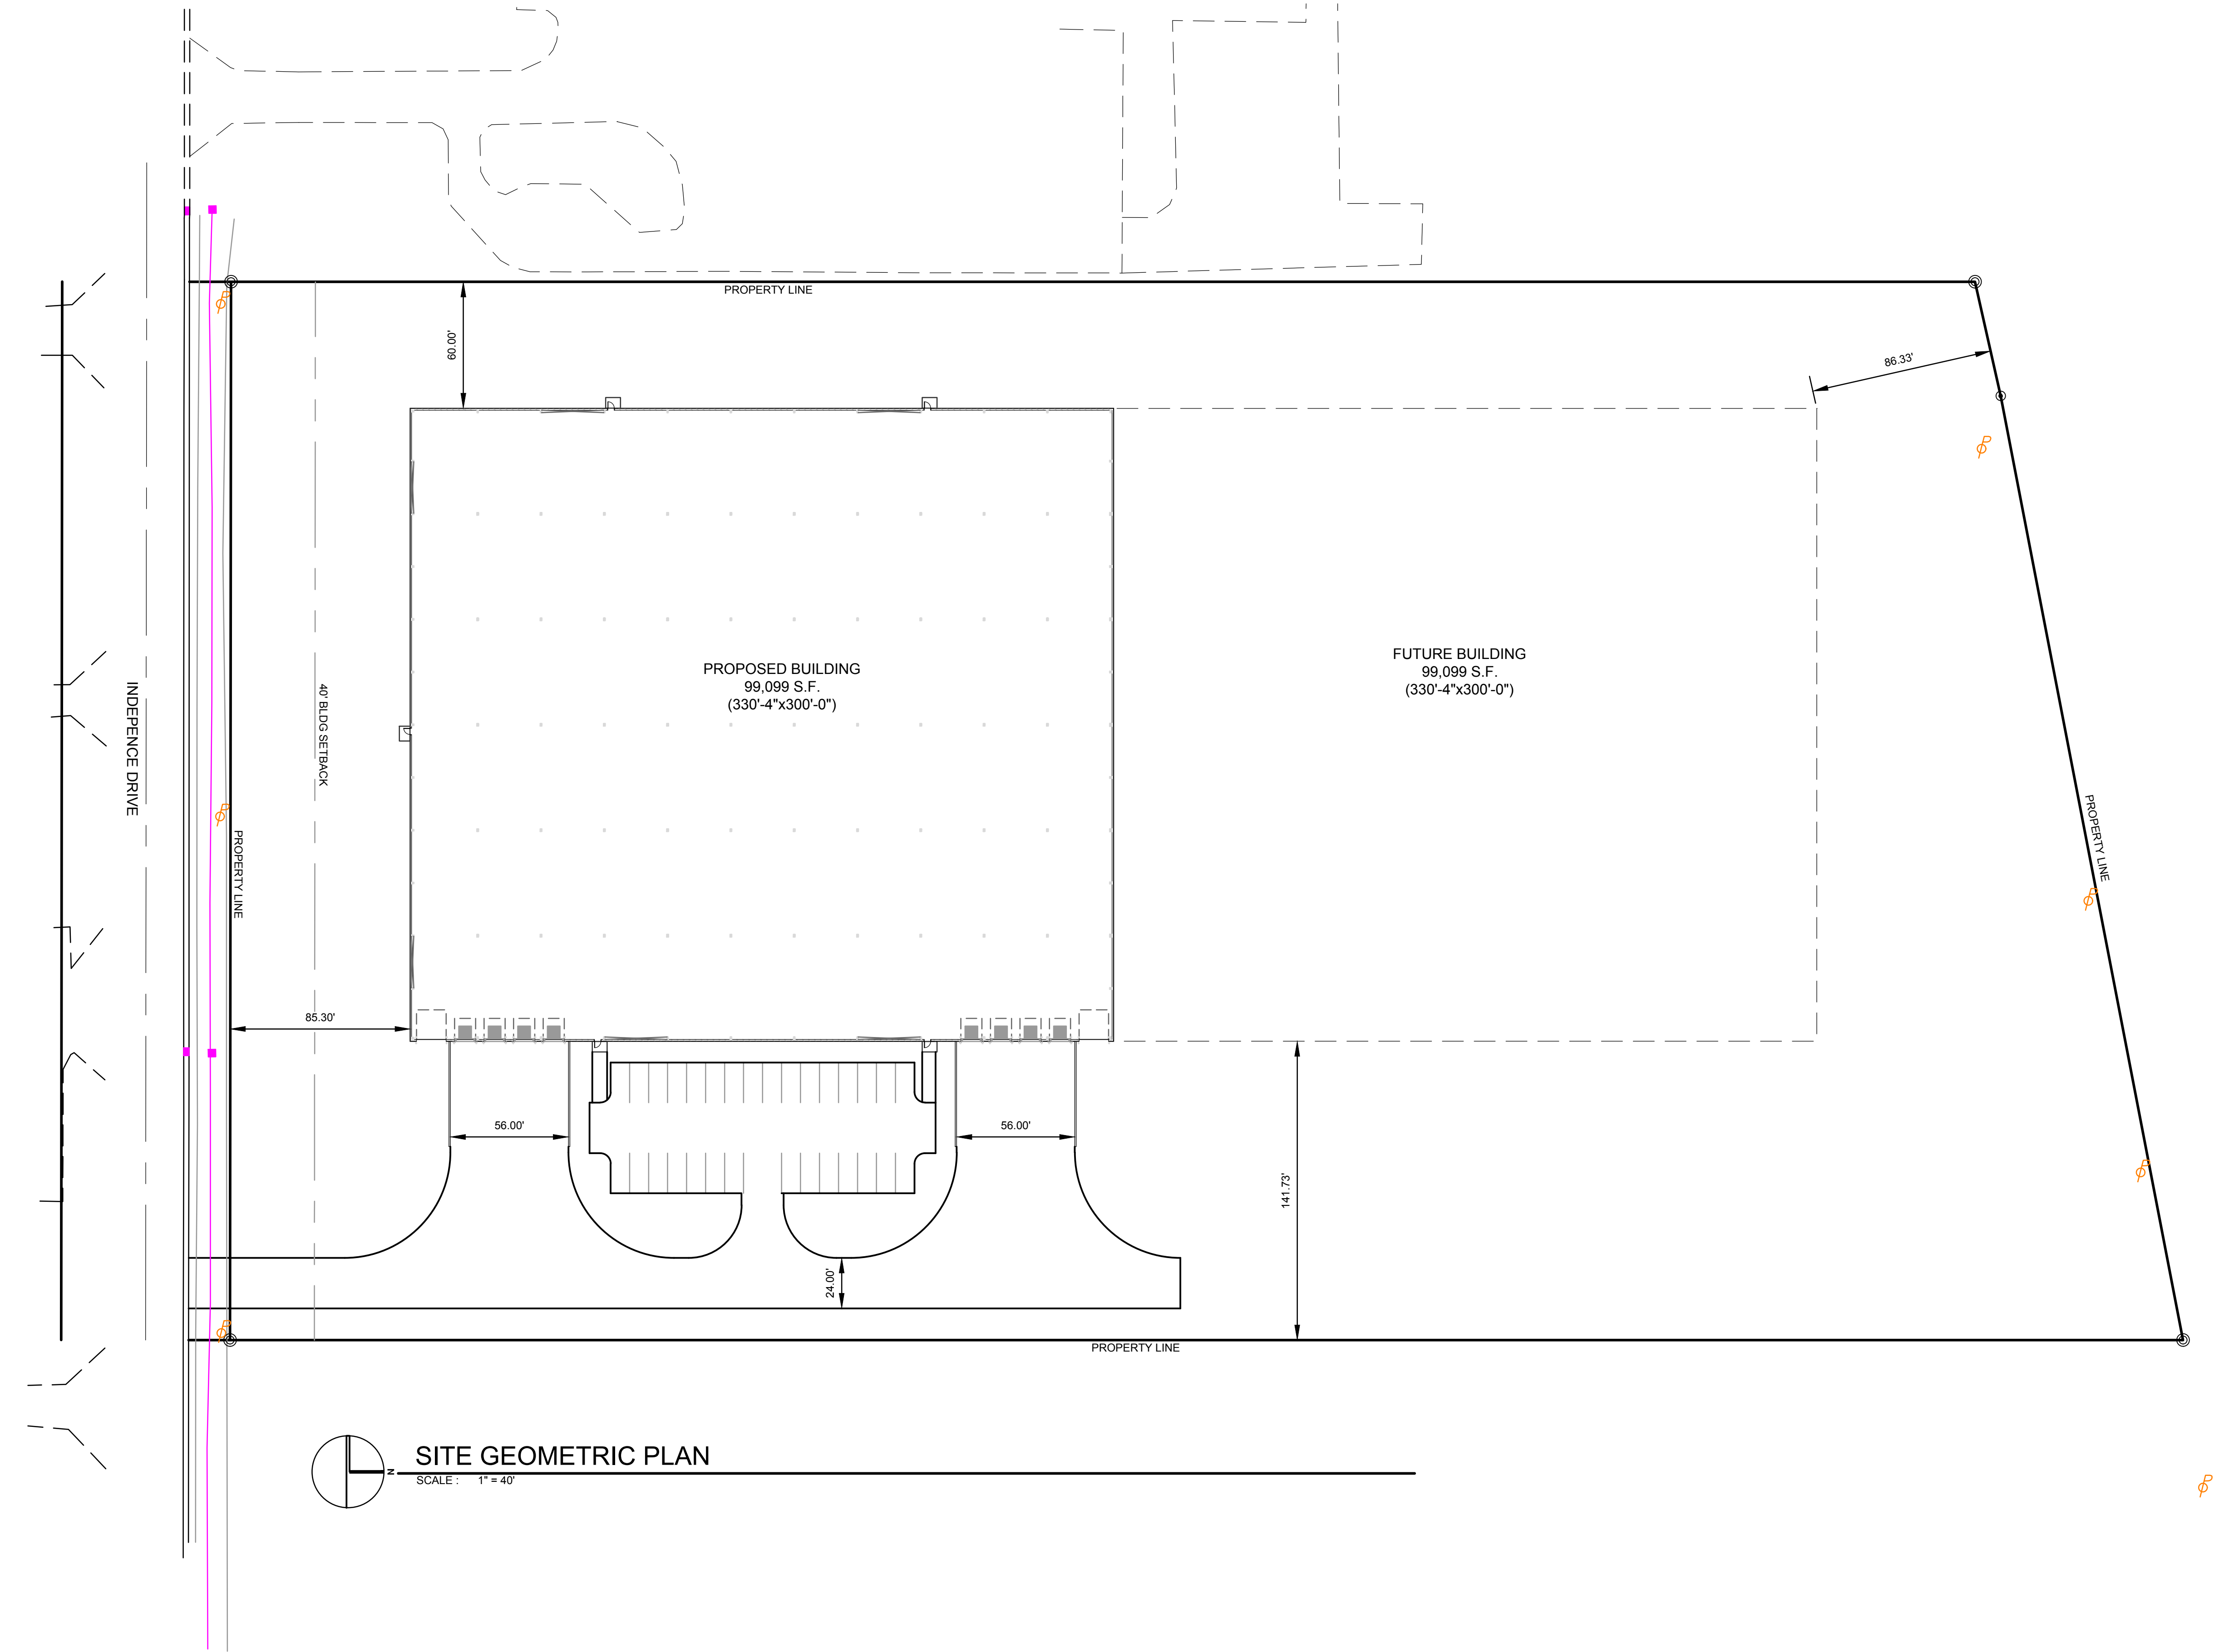 PROPERTY LINE
60.00'
86.33'
INDEPENCE DRIVE
40' BLDG SETBACK
PROPOSED BUILDING
99,099 S.F.
(330'-4"x300'-0")
FUTURE BUILDING
99,099 S.F.
(330'-4"x300'-0")
PROPERTY LINE
PROPERTY LINE
85.30'
56.00'
56.00'
141.73'
24.00'
PROPERTY LINE
N
SITE GEOMETRIC PLAN
SCALE : 1" = 40'